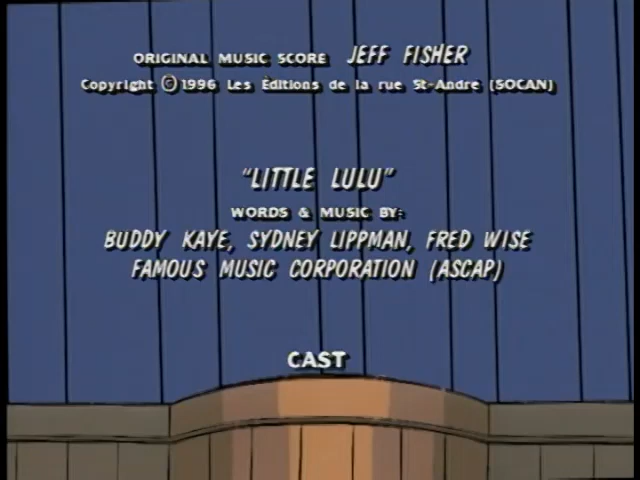 ORIGINAL MUSIC SCORE JEFF FISHER
Copyright © 1996 Les Éditions de la rue St-Andre (SOCAN)
"LITTLE LULU"
WORDS & MUSIC BY:
BUDDY KAYE, SYDNEY LIPPMAN, FRED WISE
FAMOUS MUSIC CORPORATION (ASCAP)
CAST